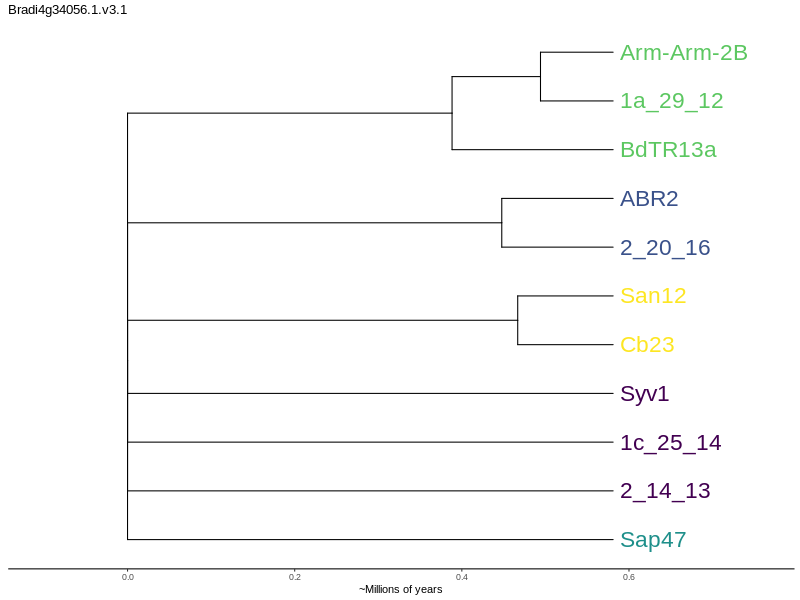 Bradi4g34056.1.v3.1
Arm-Arm-2B
1a_29_12
BdTR13a
ABR2
2_20_16
San12
Cb23
Syv1
1c_25_14
2_14_13
Sap47
0.0 0.2 0.4 0.6
~Millions of years